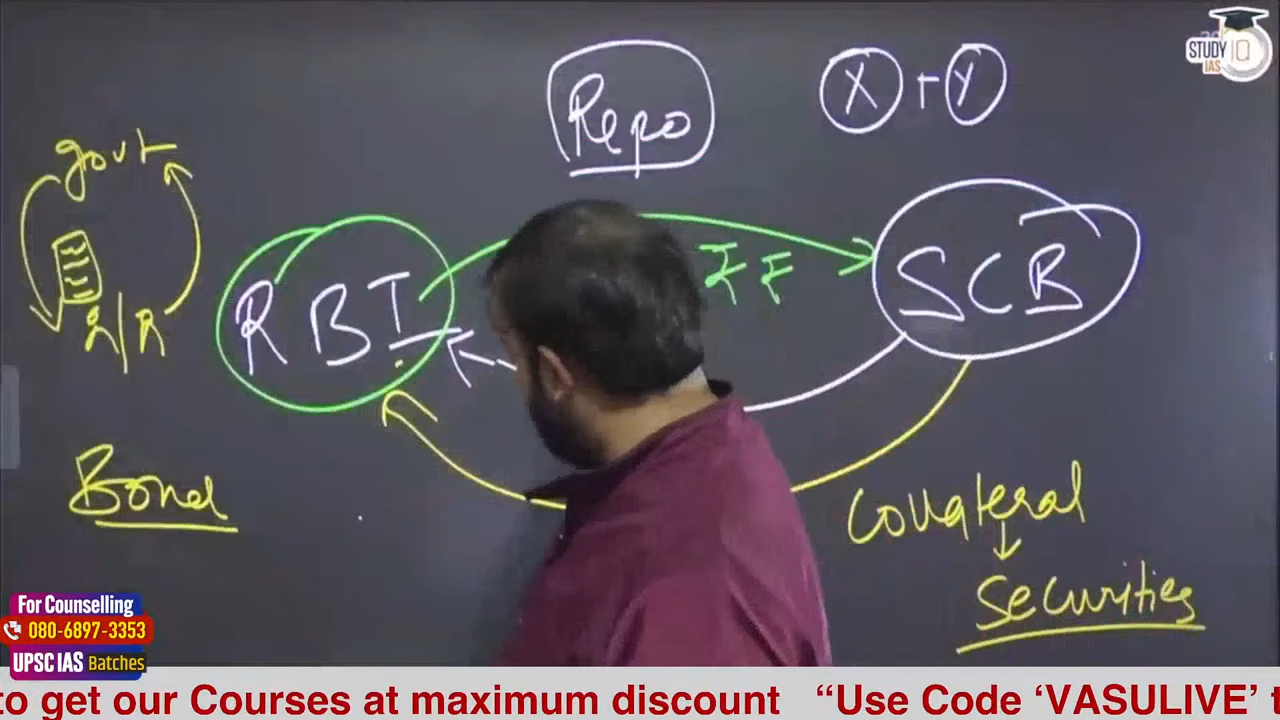 STUDY IQ
IAS
Repo
X + Y
govt
RBI
₹ ₹
SCB
Bond
Collateral
Securities
For Counselling
080-6897-3353
UPSC IAS Batches
to get our Courses at maximum discount “Use Code ‘VASULIVE’ t